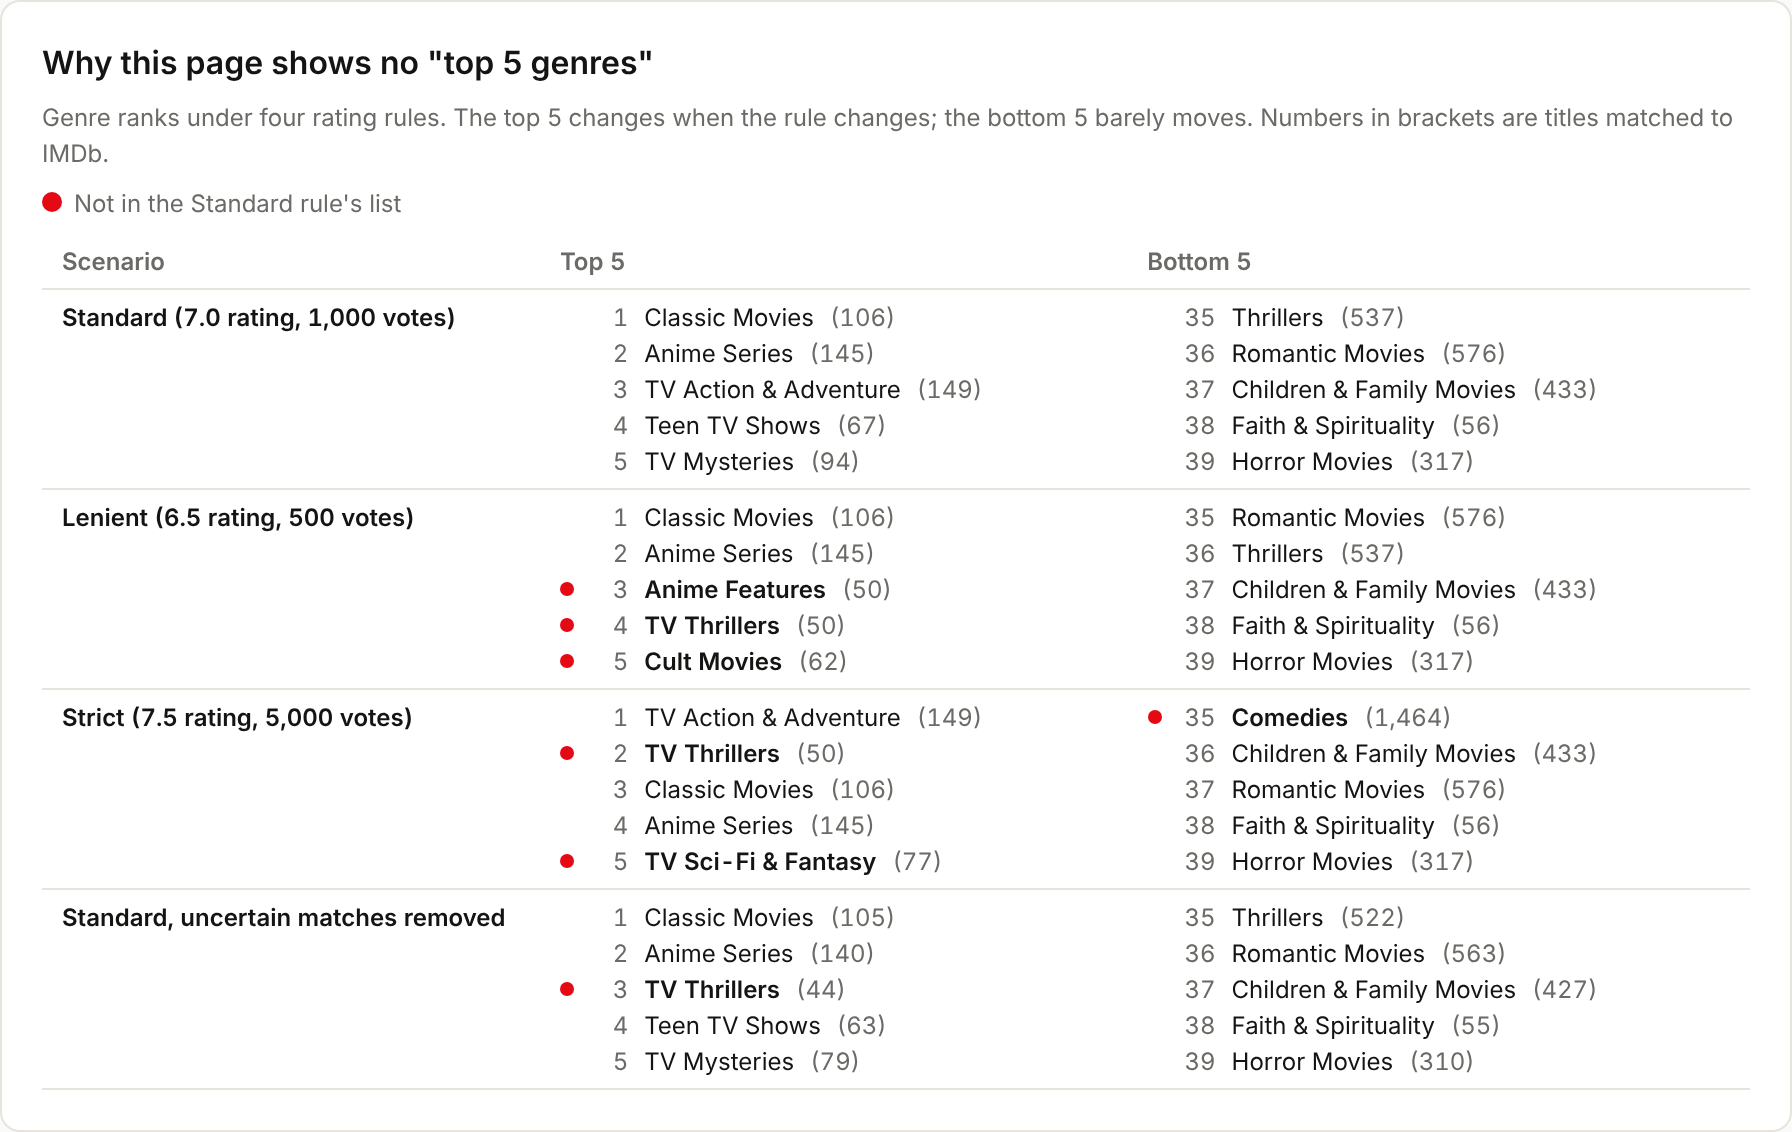 Why this page shows no "top 5 genres"
Genre ranks under four rating rules. The top 5 changes when the rule changes; the bottom 5 barely moves. Numbers in brackets are titles matched to
IMDb.
Not in the Standard rule's list
Scenario Top 5 Bottom 5
Standard (7.0 rating, 1,000 votes) 1 Classic Movies (106) 35 Thrillers (537)
2 Anime Series (145) 36 Romantic Movies (576)
3 TV Action & Adventure (149) 37 Children & Family Movies (433)
4 Teen TV Shows (67) 38 Faith & Spirituality (56)
5 TV Mysteries (94) 39 Horror Movies (317)
Lenient (6.5 rating, 500 votes) 1 Classic Movies (106) 35 Romantic Movies (576)
2 Anime Series (145) 36 Thrillers (537)
3 Anime Features (50) 37 Children & Family Movies (433)
4 TV Thrillers (50) 38 Faith & Spirituality (56)
5 Cult Movies (62) 39 Horror Movies (317)
Strict (7.5 rating, 5,000 votes) 1 TV Action & Adventure (149) 35 Comedies (1,464)
2 TV Thrillers (50) 36 Children & Family Movies (433)
3 Classic Movies (106) 37 Romantic Movies (576)
4 Anime Series (145) 38 Faith & Spirituality (56)
5 TV Sci-Fi & Fantasy (77) 39 Horror Movies (317)
Standard, uncertain matches removed 1 Classic Movies (105) 35 Thrillers (522)
2 Anime Series (140) 36 Romantic Movies (563)
3 TV Thrillers (44) 37 Children & Family Movies (427)
4 Teen TV Shows (63) 38 Faith & Spirituality (55)
5 TV Mysteries (79) 39 Horror Movies (310)